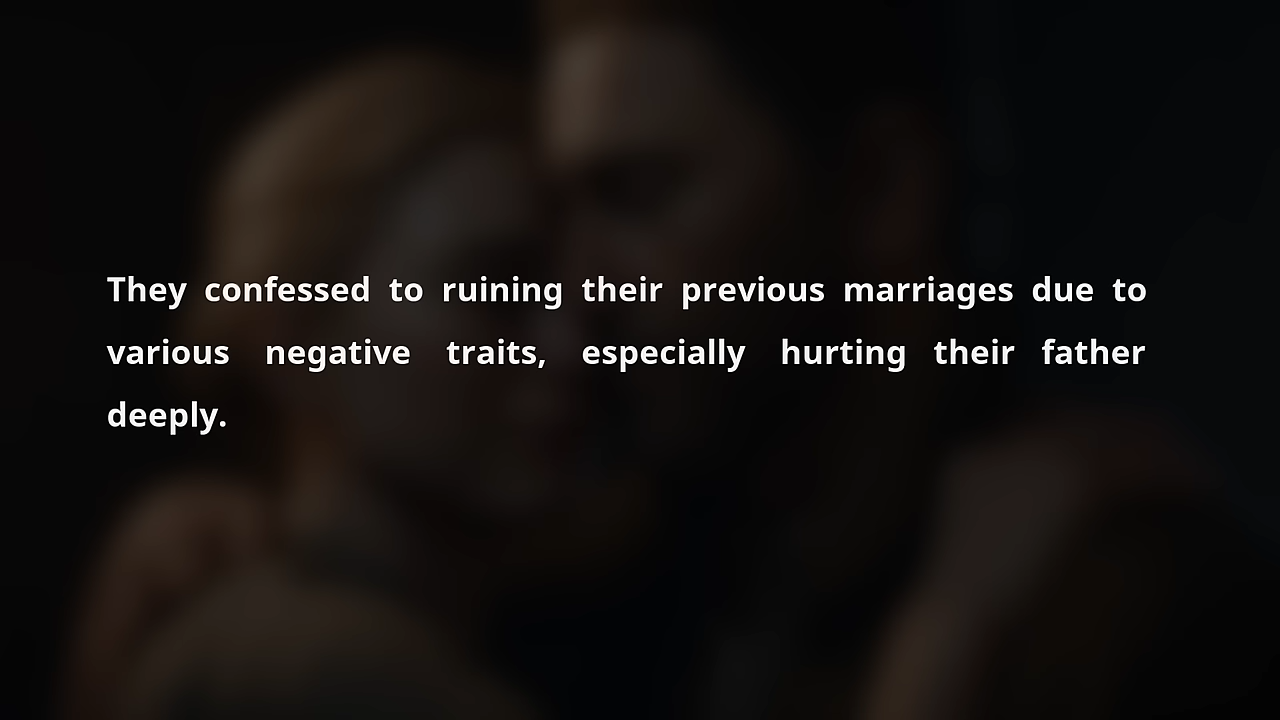 They confessed to ruining their previous marriages due to
various negative traits, especially hurting their father
deeply.